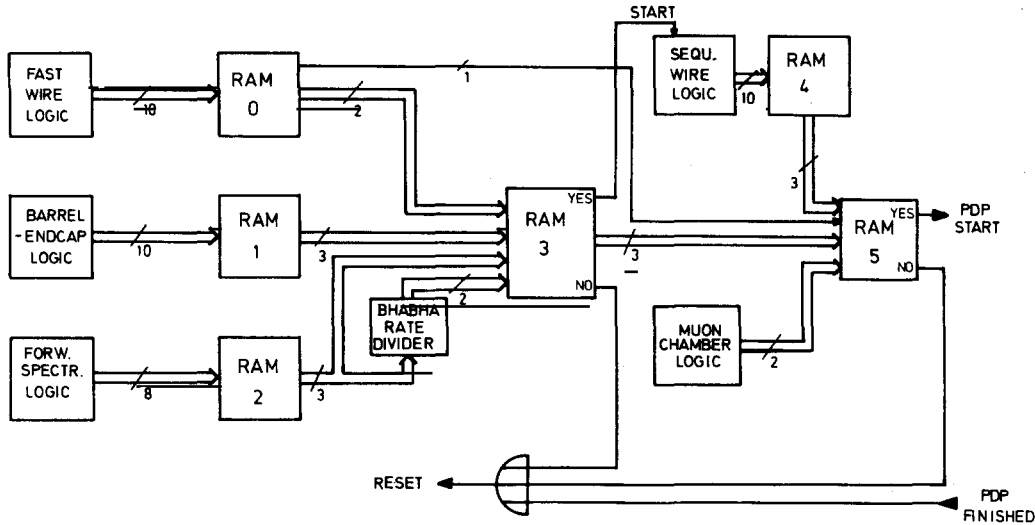 START
FAST
WIRE
LOGIC
10
RAM
0
1
2
SEQU.
WIRE
LOGIC
10
RAM
4
3
BARREL
-ENDCAP
LOGIC
10
RAM
1
3
YES
RAM
3
NO
3
YES
RAM
5
NO
PDP
START
2
BHABHA
RATE
DIVIDER
MUON
CHAMBER
LOGIC
2
FORW.
SPECTR.
LOGIC
8
RAM
2
3
RESET
PDP
FINISHED